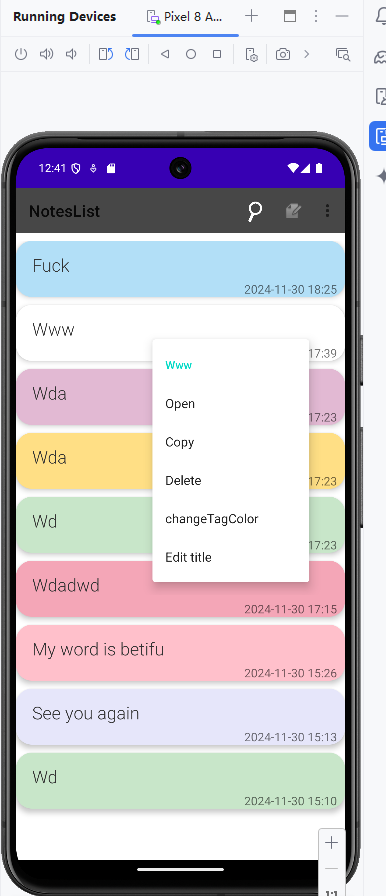 Running Devices
Pixel 8 A...
12:41
NotesList
Fuck
2024-11-30 18:25
Www
17:39
Www
Open
Copy
Delete
changeTagColor
Edit title
Wda
17:23
Wda
17:23
Wd
17:23
Wdadwd
2024-11-30 17:15
My word is betifu
2024-11-30 15:26
See you again
2024-11-30 15:13
Wd
2024-11-30 15:10
1:1